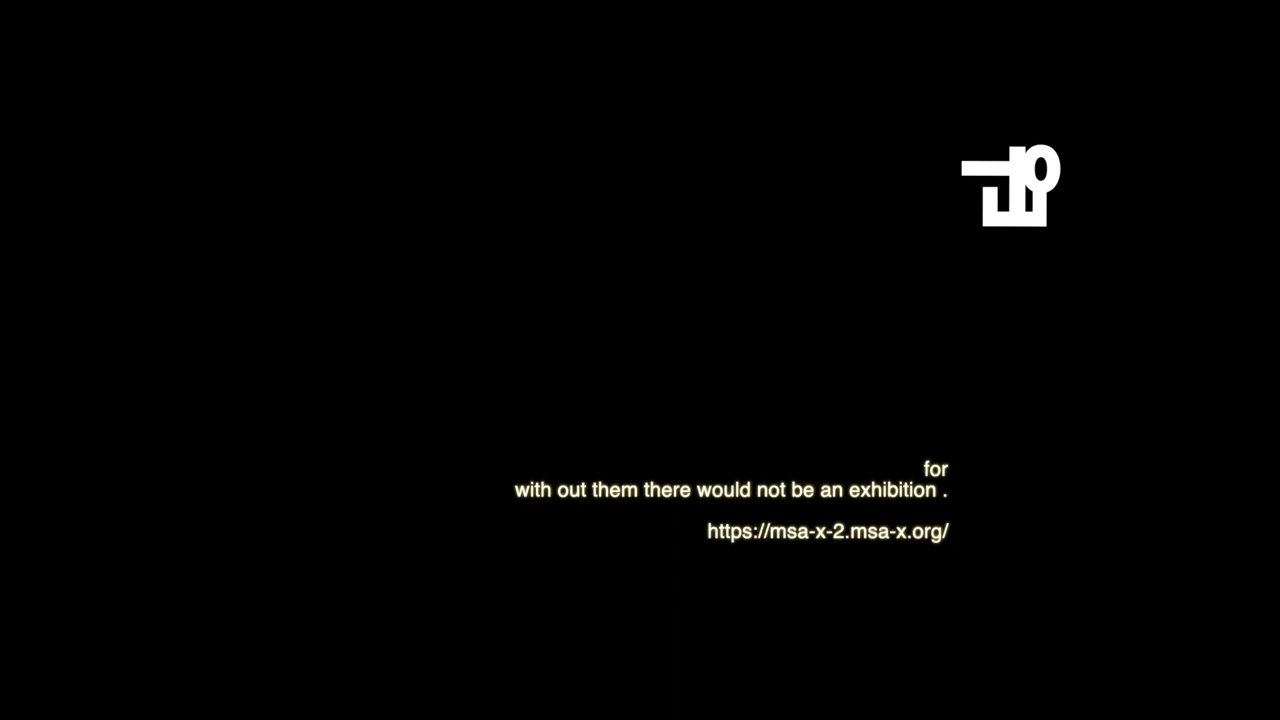 for
with out them there would not be an exhibition .
https://msa-x-2.msa-x.org/